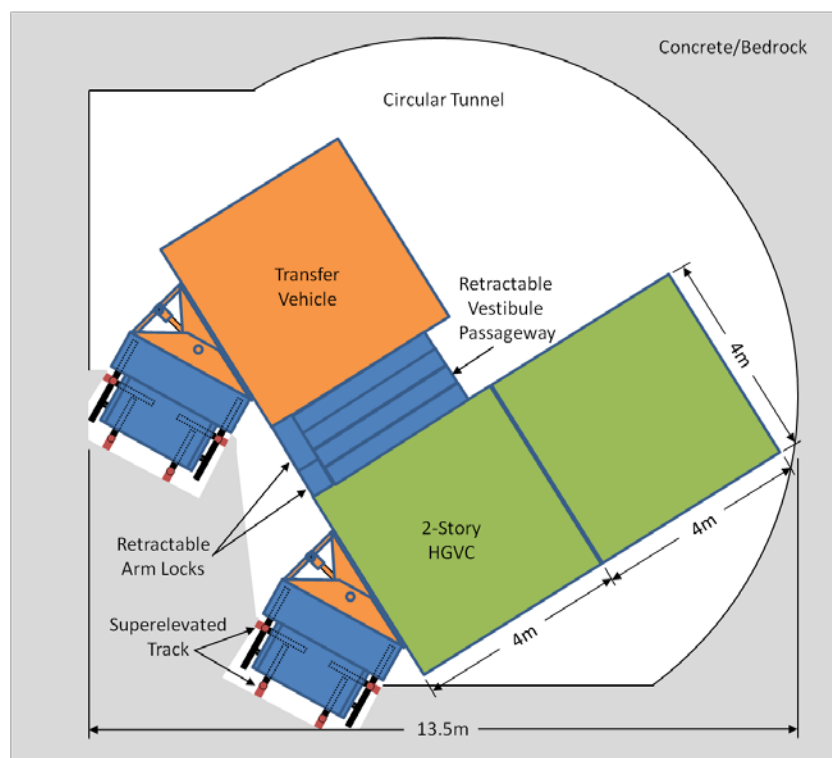 Concrete/Bedrock
Circular Tunnel
Transfer
Vehicle
Retractable
Vestibule
Passageway
4m
2-Story
HGVC
4m
4m
Retractable
Arm Locks
Superelevated
Track
13.5m